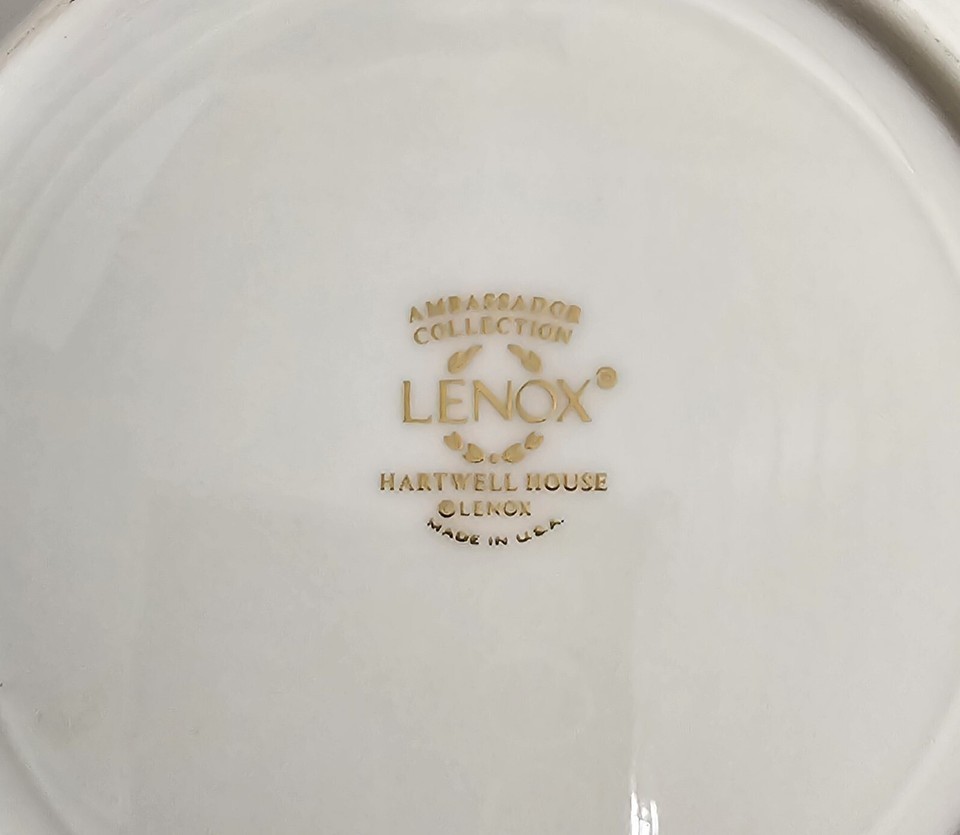 AMBASSADOR
COLLECTION
LENOX®
HARTWELL HOUSE
©LENOX
MADE IN U.S.A.